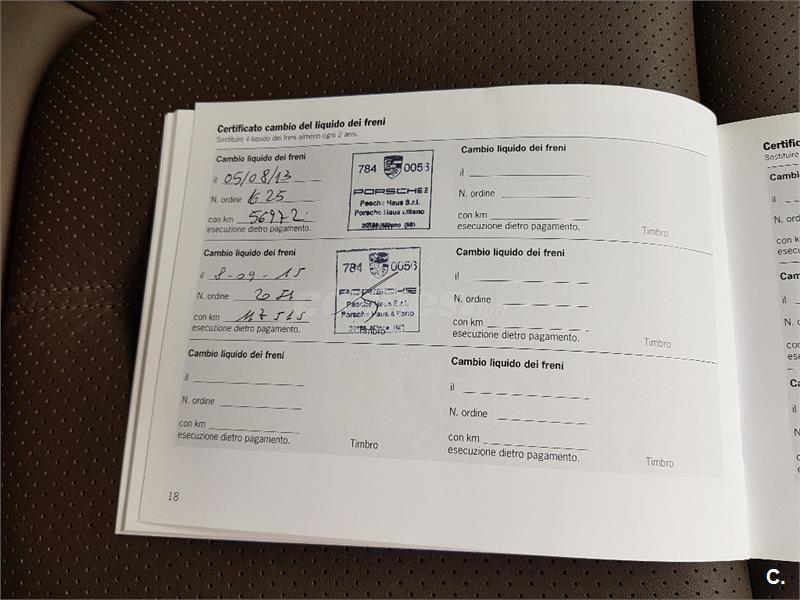 Certificato cambio del liquido dei freni
Sostituire il liquido dei freni almeno ogni 2 anni.
Cambio liquido dei freni
il 05/08/13
N. ordine 1625
con km 56972
esecuzione dietro pagamento.
784 0056
PORSCHE
Pasche Haus S.r.l.
Porsche Haus Milano
Cambio liquido dei freni
il
N. ordine
con km
esecuzione dietro pagamento.
Timbro
Cambio liquido dei freni
il 8-09-15
N. ordine
con km 117515
esecuzione dietro pagamento.
784 0056
PORSCHE
Pasche Haus S.r.l.
Porsche Haus Milano
Timbro
Cambio liquido dei freni
il
N. ordine
con km
esecuzione dietro pagamento.
Timbro
Cambio liquido dei freni
il
N. ordine
con km
esecuzione dietro pagamento.
Timbro
Cambio liquido dei freni
il
N. ordine
con km
esecuzione dietro pagamento.
Timbro
18
C.